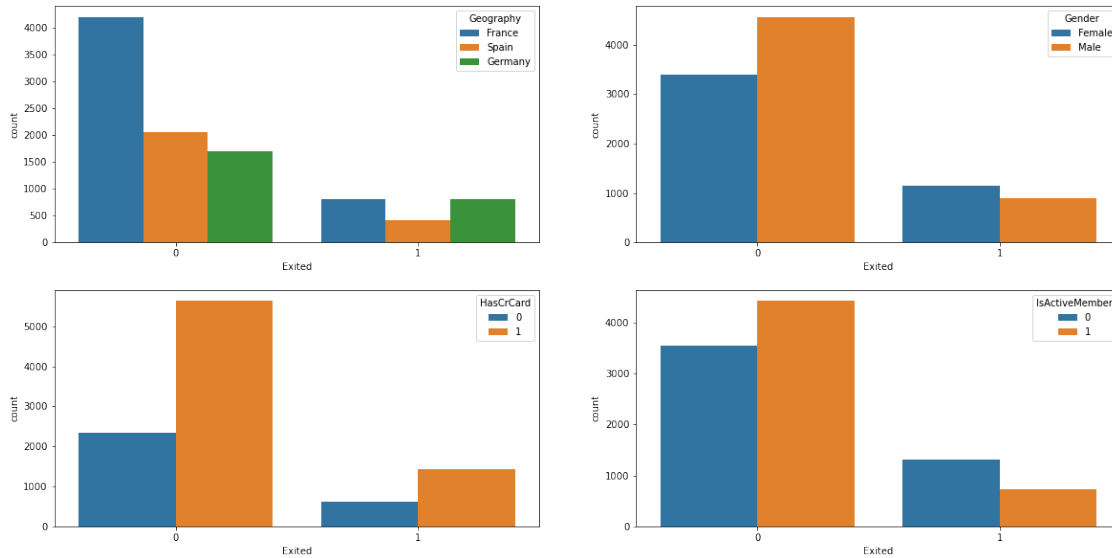 Geography
France
Spain
Germany
4000
3500
3000
2500
2000
1500
1000
500
0
count
0
1
Exited
Gender
Female
Male
4000
3000
2000
1000
0
count
0
1
Exited
HasCrCard
0
1
5000
4000
3000
2000
1000
0
count
0
1
Exited
IsActiveMember
0
1
4000
3000
2000
1000
0
count
0
1
Exited